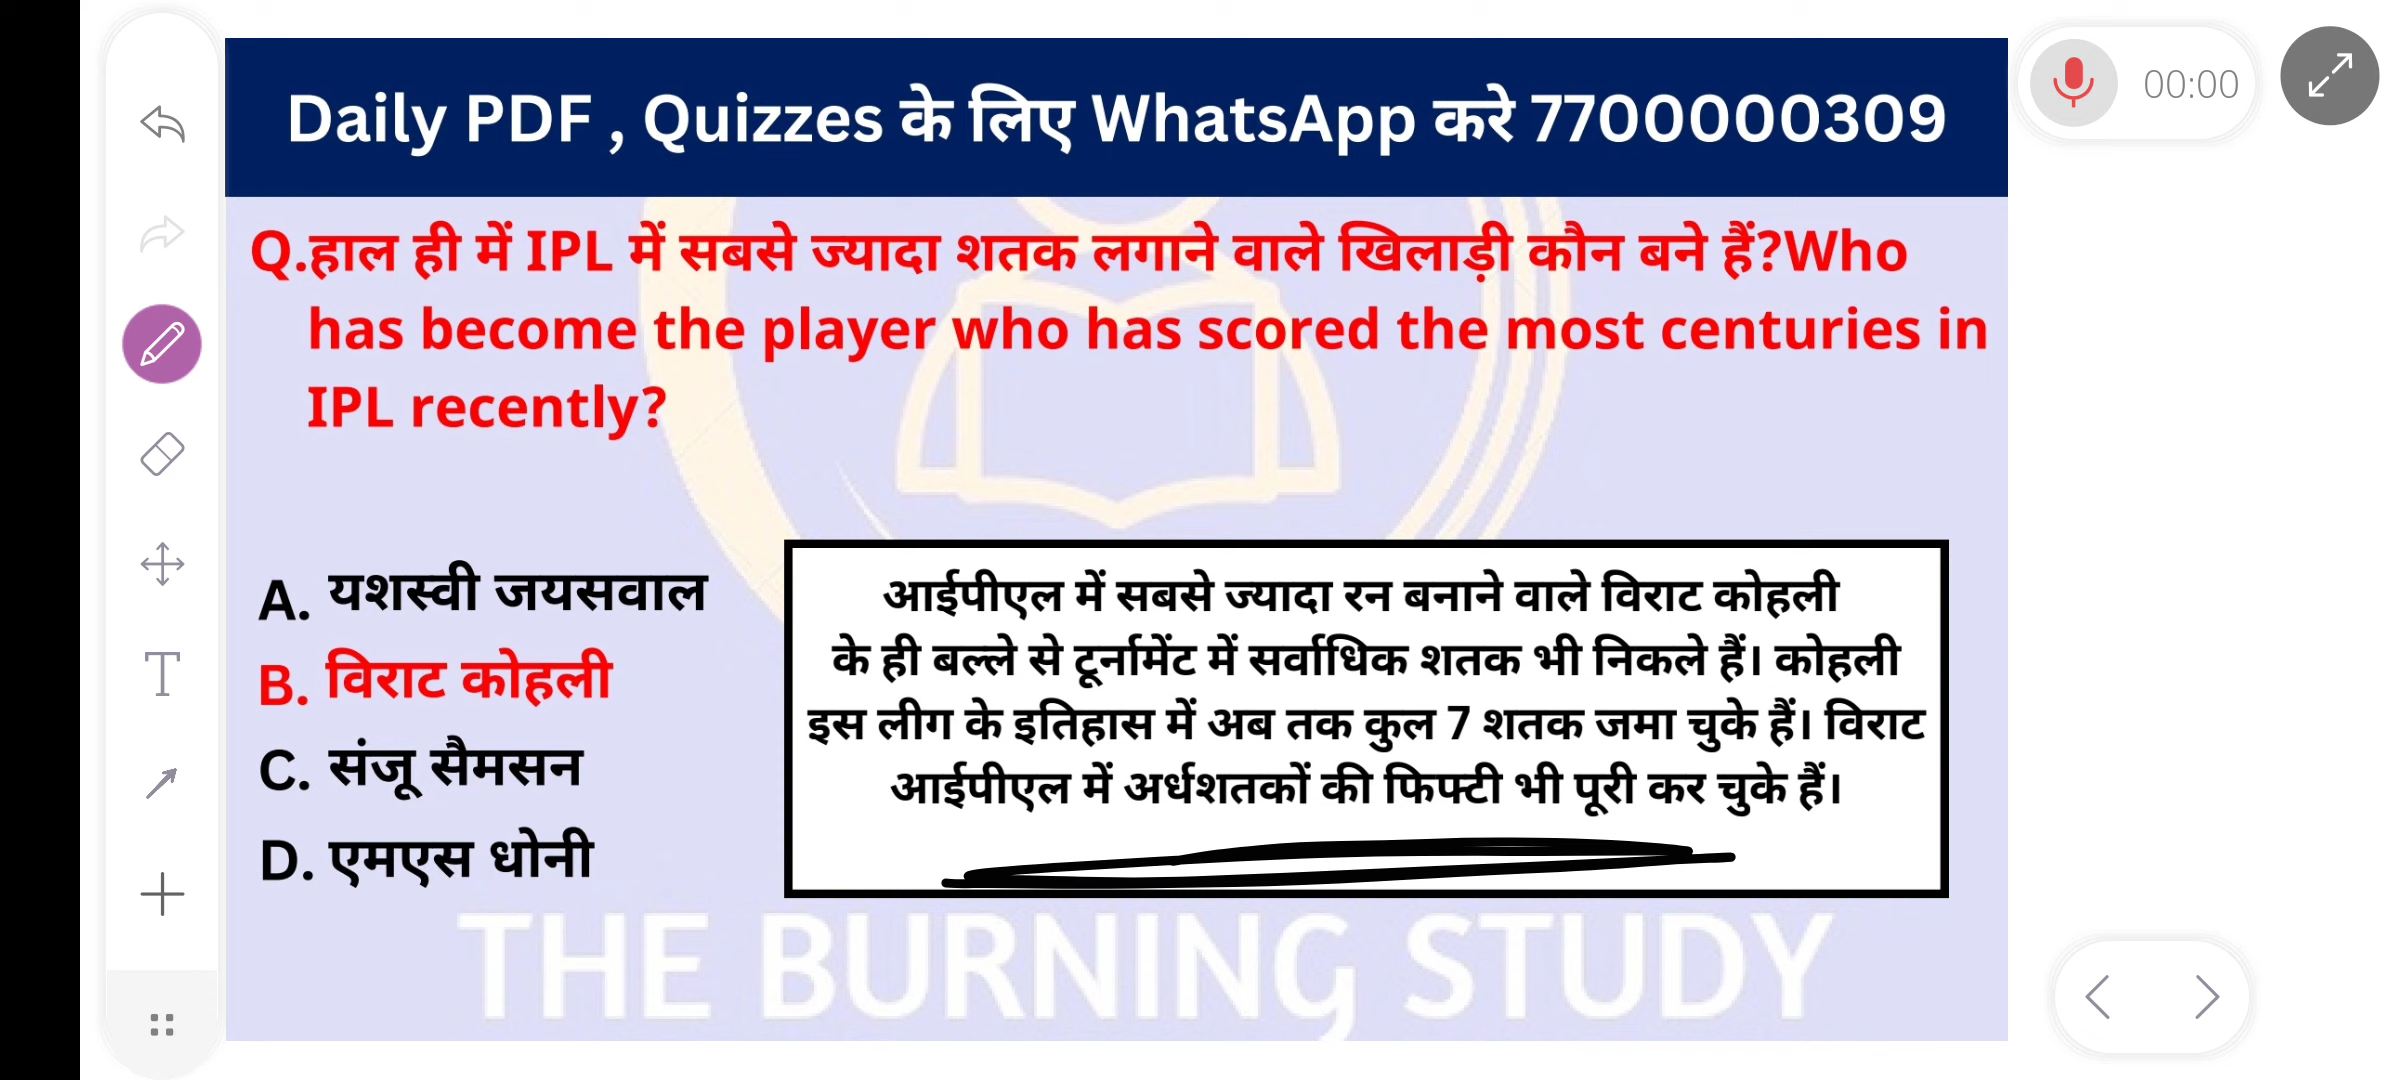 Daily PDF , Quizzes के लिए WhatsApp करे 7700000309
00:00
Q.हाल ही में IPL में सबसे ज्यादा शतक लगाने वाले खिलाड़ी कौन बने हैं?Who
has become the player who has scored the most centuries in
IPL recently?
A. यशस्वी जयसवाल
B. विराट कोहली
C. संजू सैमसन
D. एमएस धोनी
आईपीएल में सबसे ज्यादा रन बनाने वाले विराट कोहली
के ही बल्ले से टूर्नामेंट में सर्वाधिक शतक भी निकले हैं। कोहली
इस लीग के इतिहास में अब तक कुल 7 शतक जमा चुके हैं। विराट
आईपीएल में अर्धशतकों की फिफ्टी भी पूरी कर चुके हैं।
THE BURNING STUDY